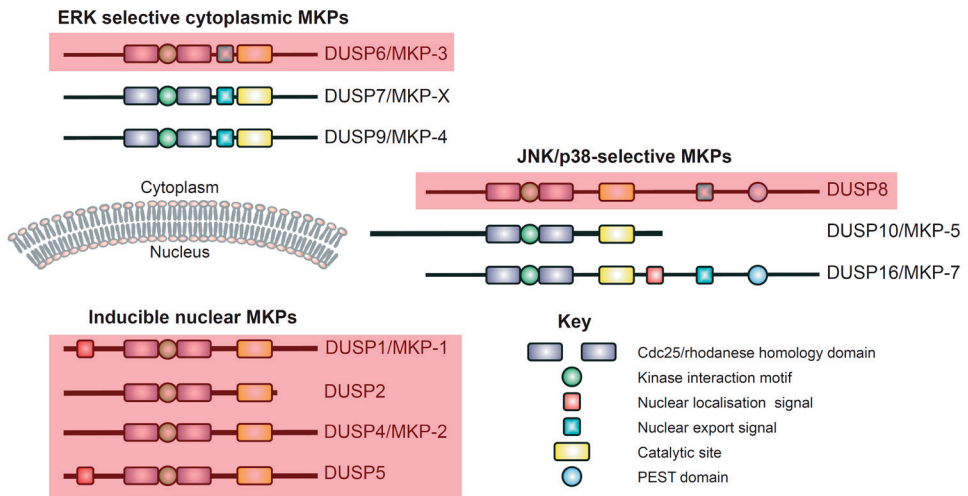 ERK selective cytoplasmic MKPs
DUSP6/MKP-3
DUSP7/MKP-X
DUSP9/MKP-4
JNK/p38-selective MKPs
DUSP8
DUSP10/MKP-5
DUSP16/MKP-7
Cytoplasm
Nucleus
Inducible nuclear MKPs
DUSP1/MKP-1
DUSP2
DUSP4/MKP-2
DUSP5
Key
Cdc25/rhodanese homology domain
Kinase interaction motif
Nuclear localisation signal
Nuclear export signal
Catalytic site
PEST domain